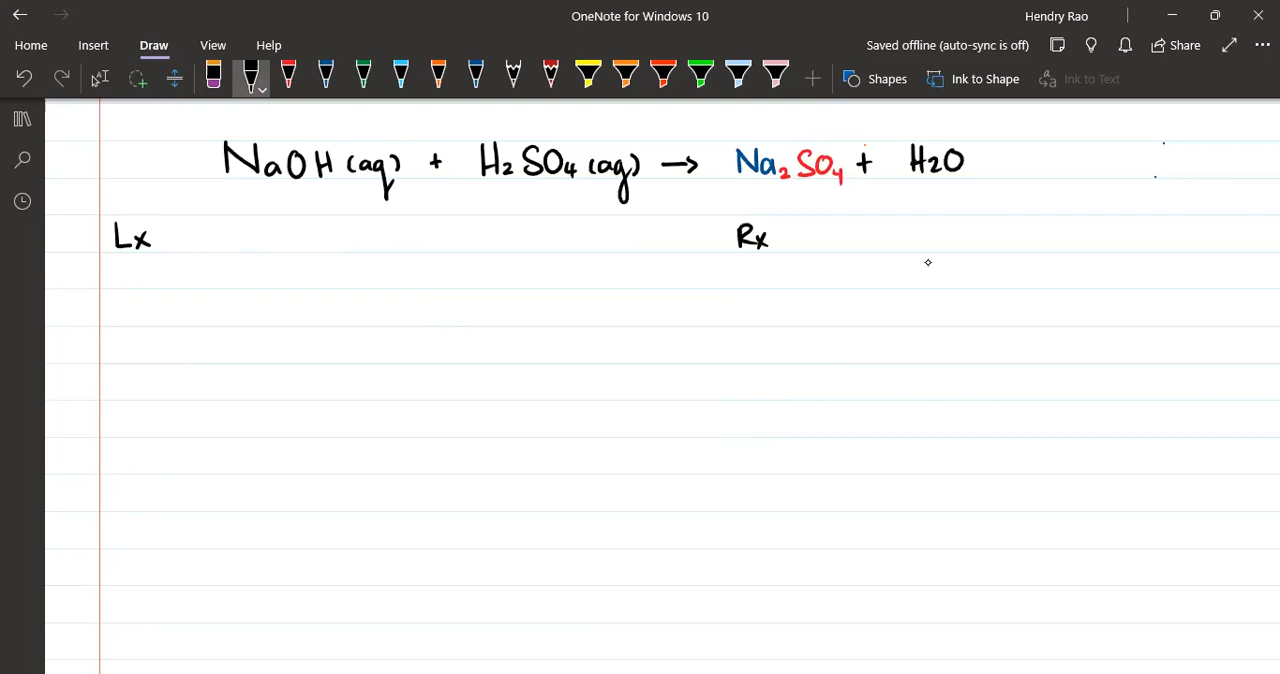 OneNote for Windows 10
Hendry Rao
Home Insert Draw View Help
Saved offline (auto-sync is off) Share
Shapes Ink to Shape Ink to Text
NaOH (aq) + H2SO4 (aq) → Na2SO4 + H2O
Lx Rx